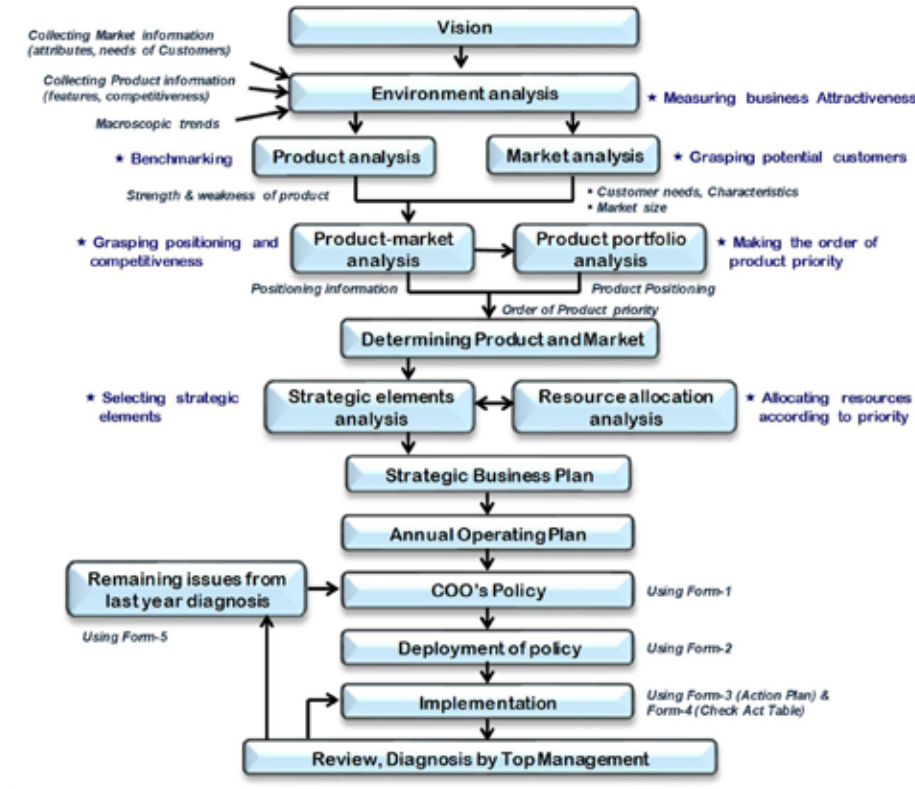 Vision
Collecting Market information
(attributes, needs of Customers)
Collecting Product information
(features, competitiveness)
Macroscopic trends
Environment analysis
★ Measuring business Attractiveness
★ Benchmarking
Product analysis
Market analysis
★ Grasping potential customers
Strength & weakness of product
• Customer needs, Characteristics
• Market size
★ Grasping positioning and
competitiveness
Product-market
analysis
Product portfolio
analysis
★ Making the order of
product priority
Positioning information
Product Positioning
Order of Product priority
Determining Product and Market
★ Selecting strategic
elements
Strategic elements
analysis
Resource allocation
analysis
★ Allocating resources
according to priority
Strategic Business Plan
Annual Operating Plan
Remaining issues from
last year diagnosis
COO's Policy
Using Form-1
Using Form-5
Deployment of policy
Using Form-2
Implementation
Using Form-3 (Action Plan) &
Form-4 (Check Act Table)
Review, Diagnosis by Top Management